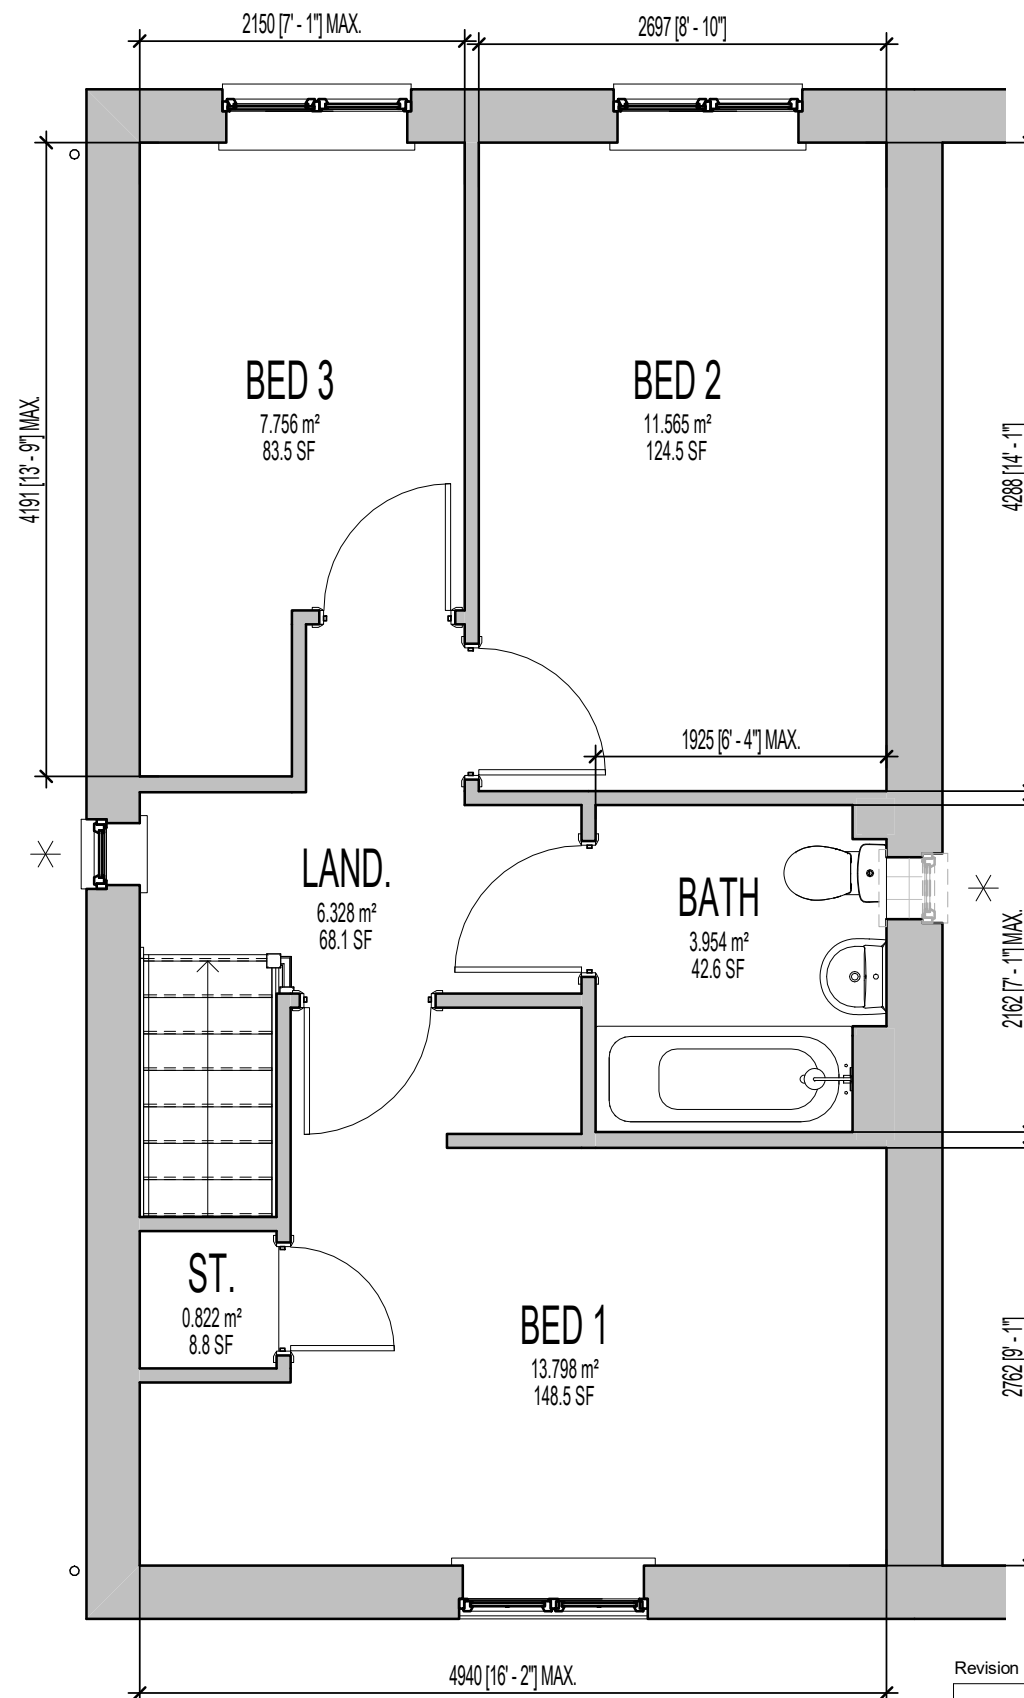 2150 [7' - 1"] MAX.
2697 [8' - 10"]
4191 [13' - 9"] MAX.
BED 3
7.756 m²
83.5 SF
BED 2
11.565 m²
124.5 SF
4288 [14' - 1"]
1925 [6' - 4"] MAX.
LAND.
6.328 m²
68.1 SF
BATH
3.954 m²
42.6 SF
2162 [7' - 1"] MAX.
ST.
0.822 m²
8.8 SF
BED 1
13.798 m²
148.5 SF
2762 [9' - 1"]
4940 [16' - 2"] MAX.
Revision